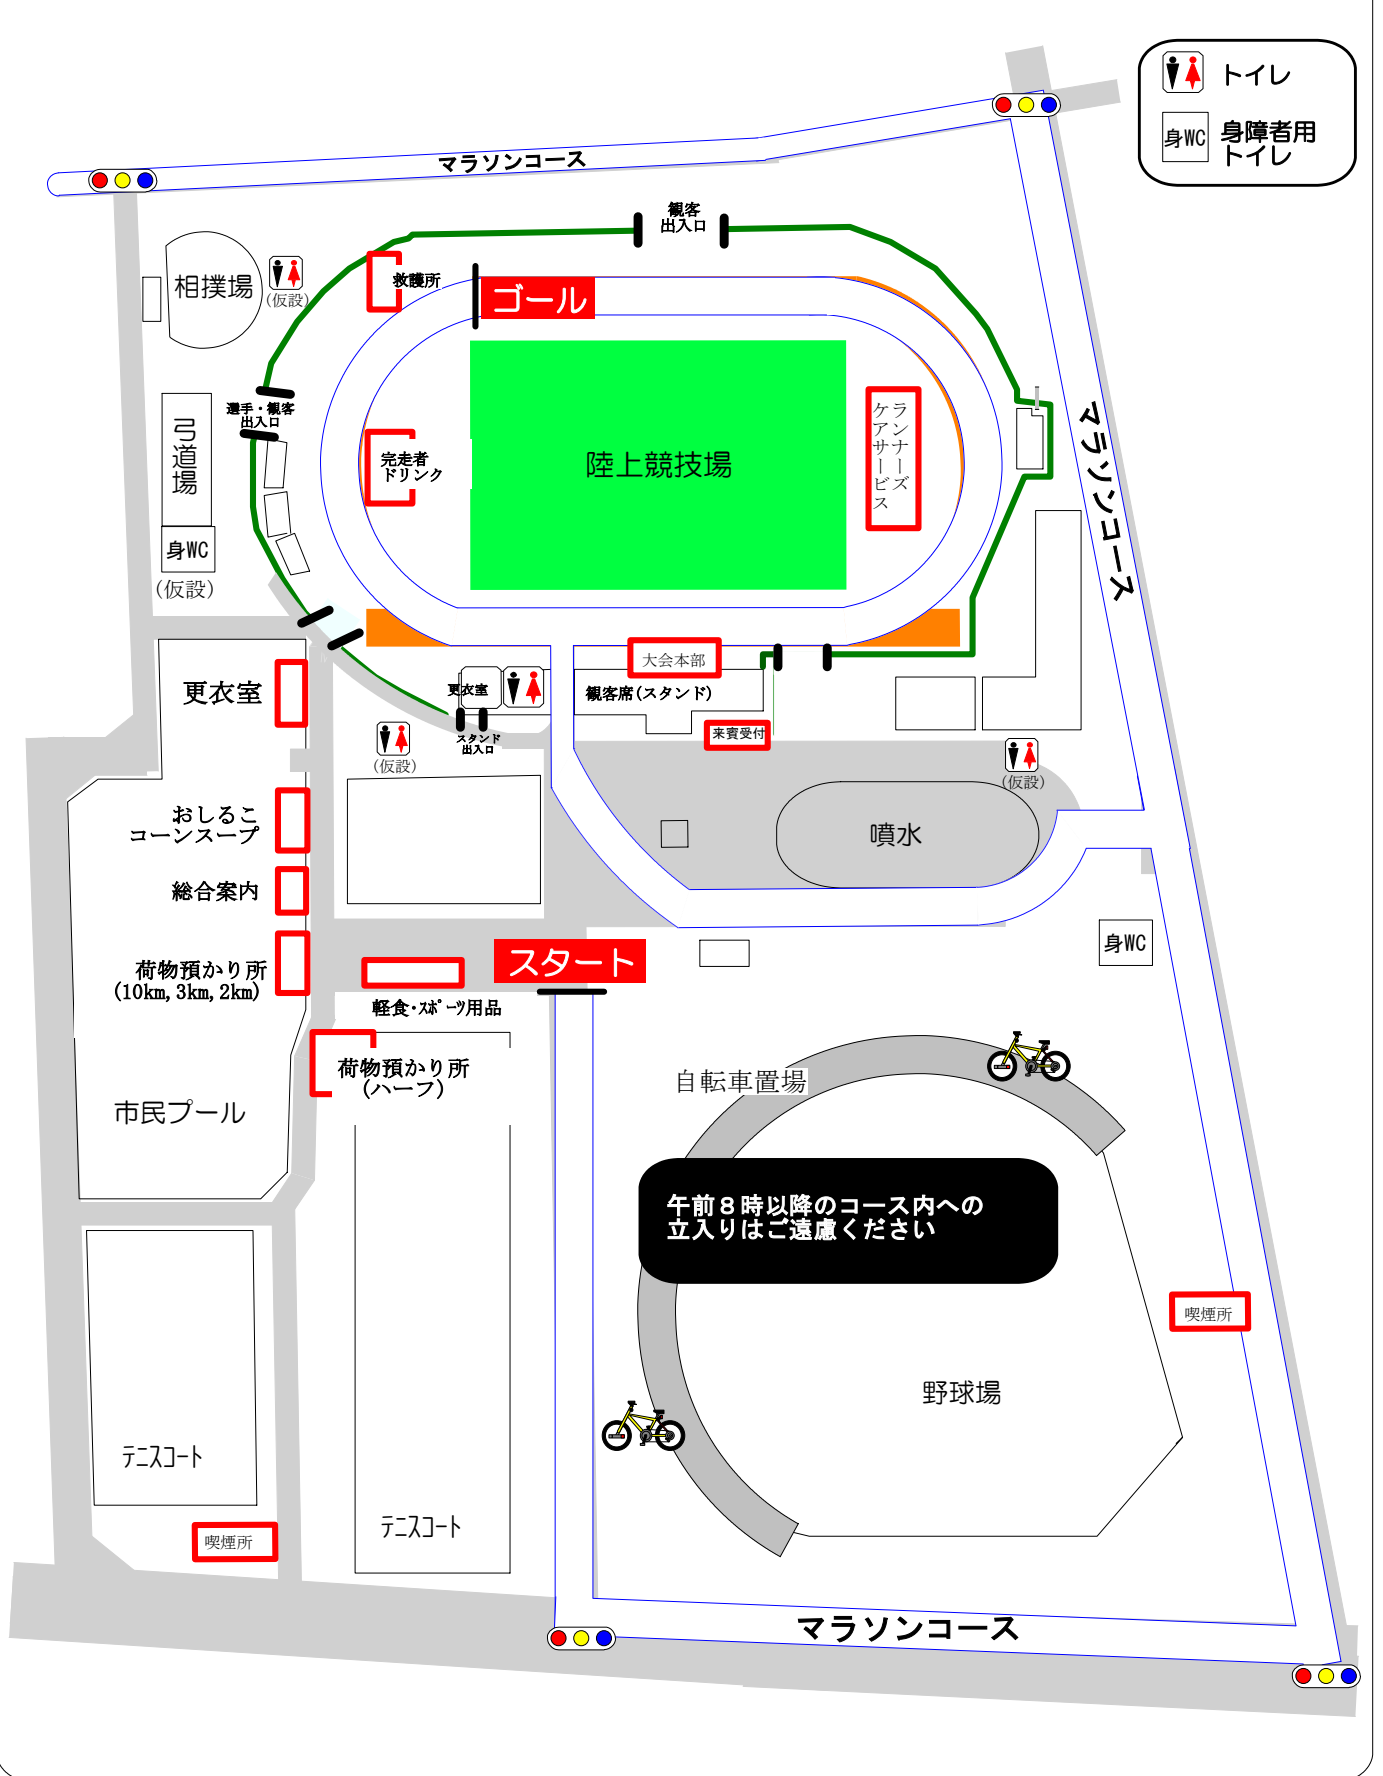 トイレ
身WC
身障者用
トイレ
マラソンコース
観客
出入口
相撲場
(仮設)
救護所
ゴール
選手・観客
出入口
弓道場
身WC
(仮設)
完走者
ドリンク
陸上競技場
ランナーズ
ケアサービス
マラソンコース
大会本部
更衣室
更衣室
観客席(スタンド)
スタンド
出入口
来賓受付
(仮設)
(仮設)
おしるこ
コーンスープ
噴水
総合案内
身WC
荷物預かり所
(10km,3km,2km)
スタート
軽食・スポーツ用品
荷物預かり所
(ハーフ)
自転車置場
市民プール
午前8時以降のコース内への
立入りはご遠慮ください
喫煙所
野球場
テニスコート
テニスコート
喫煙所
マラソンコース